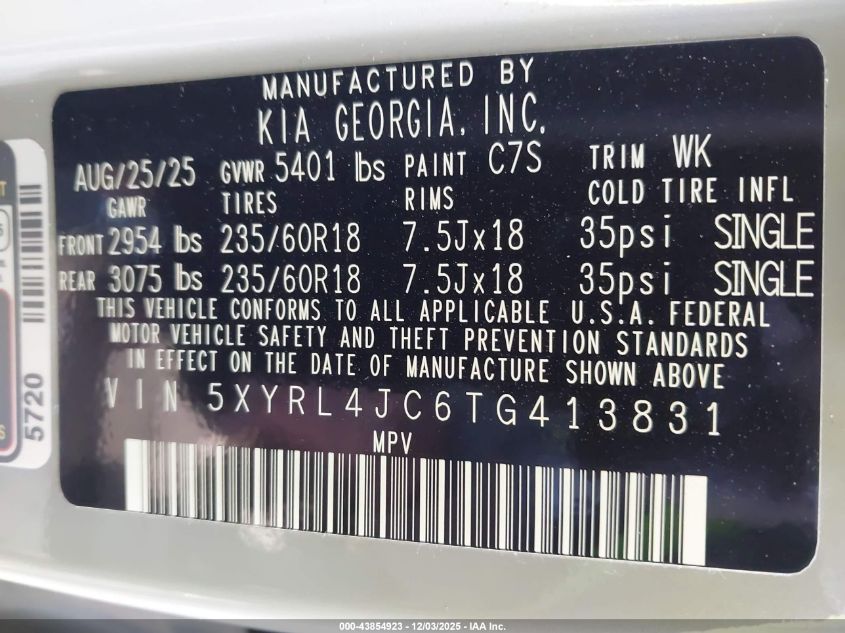 MANUFACTURED BY
KIA GEORGIA, INC.
AUG/25/25 GVWR 5401 lbs PAINT C7S TRIM WK
GAWR TIRES RIMS COLD TIRE INFL
FRONT 2954 lbs 235/60R18 7.5Jx18 35psi SINGLE
REAR 3075 lbs 235/60R18 7.5Jx18 35psi SINGLE
THIS VEHICLE CONFORMS TO ALL APPLICABLE U.S.A. FEDERAL
MOTOR VEHICLE SAFETY AND THEFT PREVENTION STANDARDS
IN EFFECT ON THE DATE OF MANUFACTURE SHOWN ABOVE
VIN 5XYRL4JC6TG413831
MPV
5720
000-43854923 - 12/03/2025 - IAA Inc.